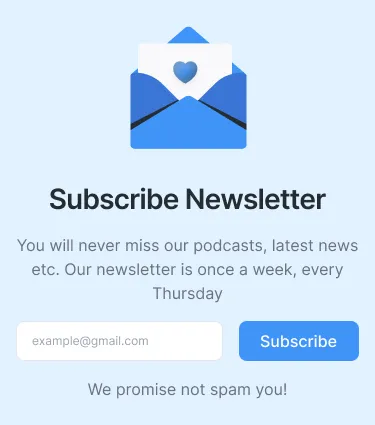 Subscribe Newsletter
You will never miss our podcasts, latest news
etc. Our newsletter is once a week, every
Thursday
example@gmail.com
Subscribe
We promise not spam you!